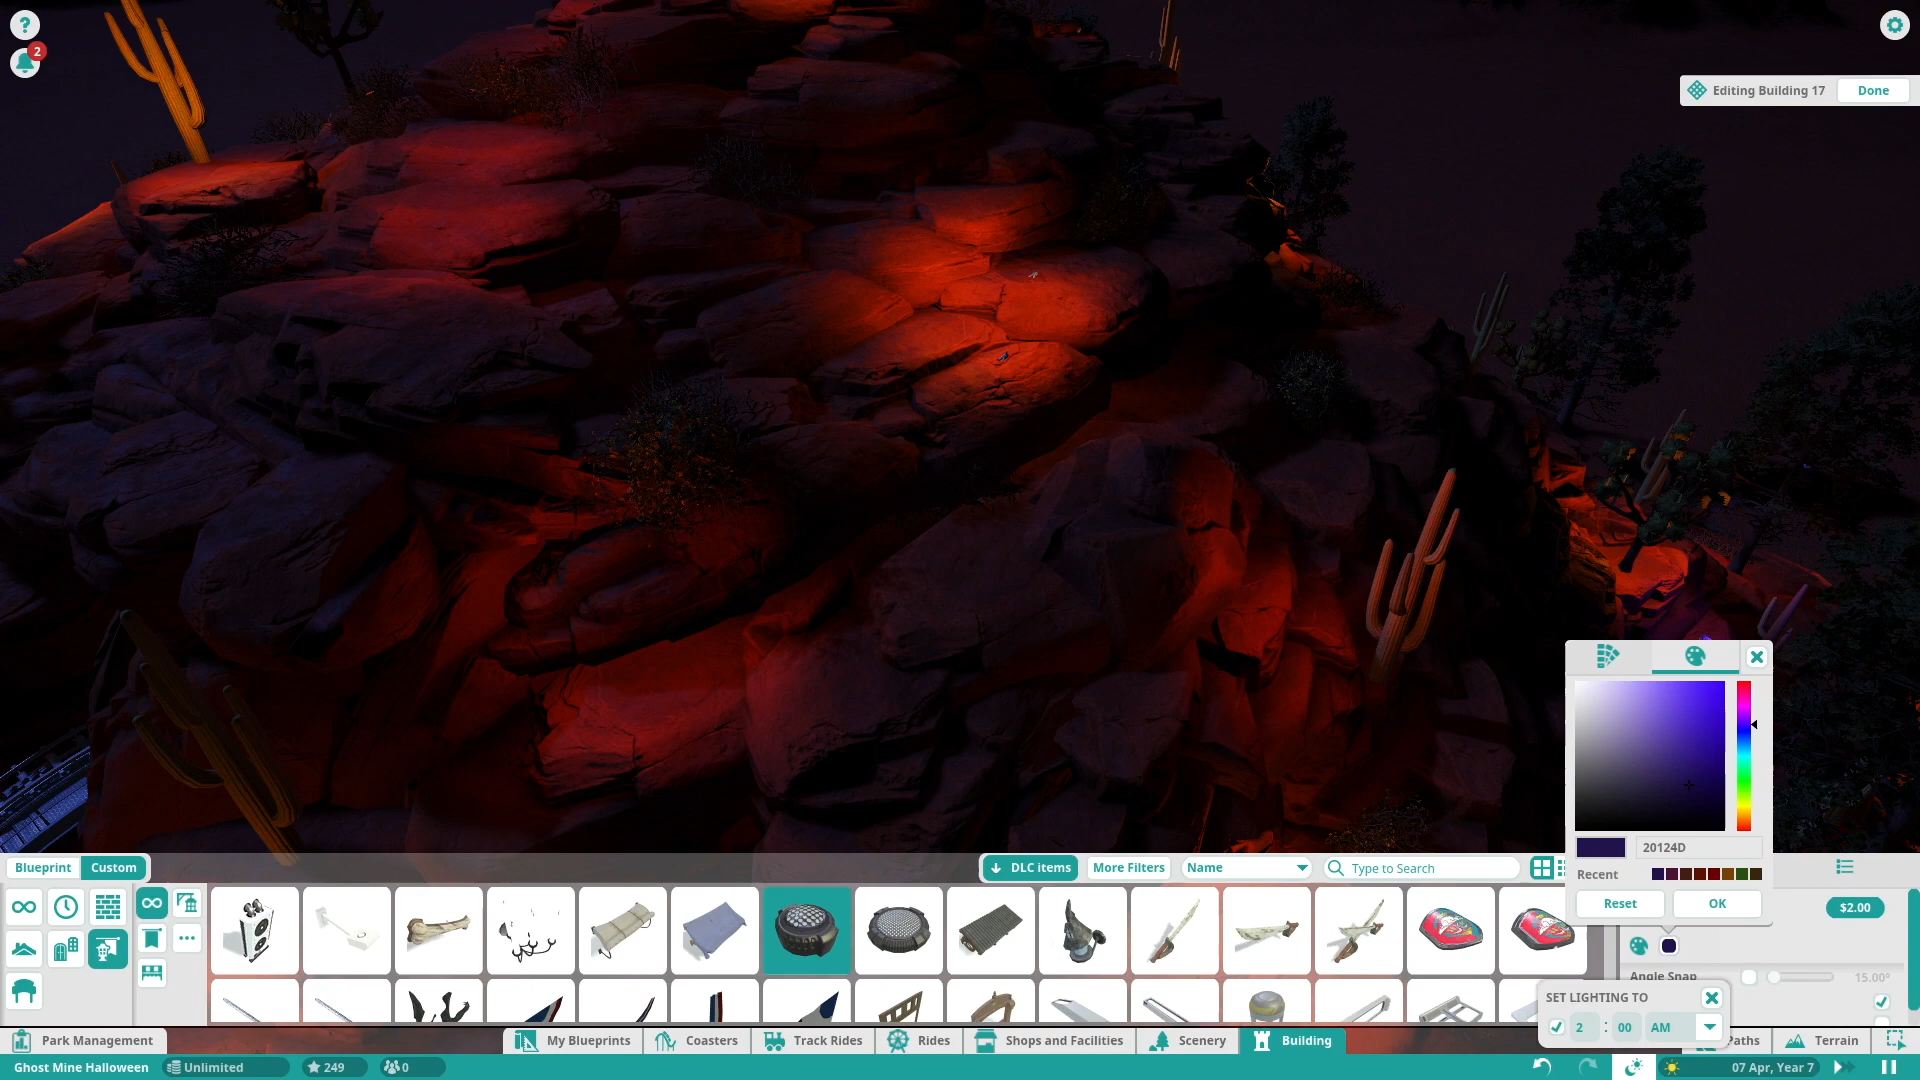 ?
2
Editing Building 17
Done
20124D
Recent
Reset
OK
Blueprint
Custom
DLC items
More Filters
Name
Type to Search
$2.00
Angle Snap
15.00°
SET LIGHTING TO
2 : 00 AM
Park Management
My Blueprints
Coasters
Track Rides
Rides
Shops and Facilities
Scenery
Building
Paths
Terrain
Ghost Mine Halloween
Unlimited
249
0
07 Apr, Year 7